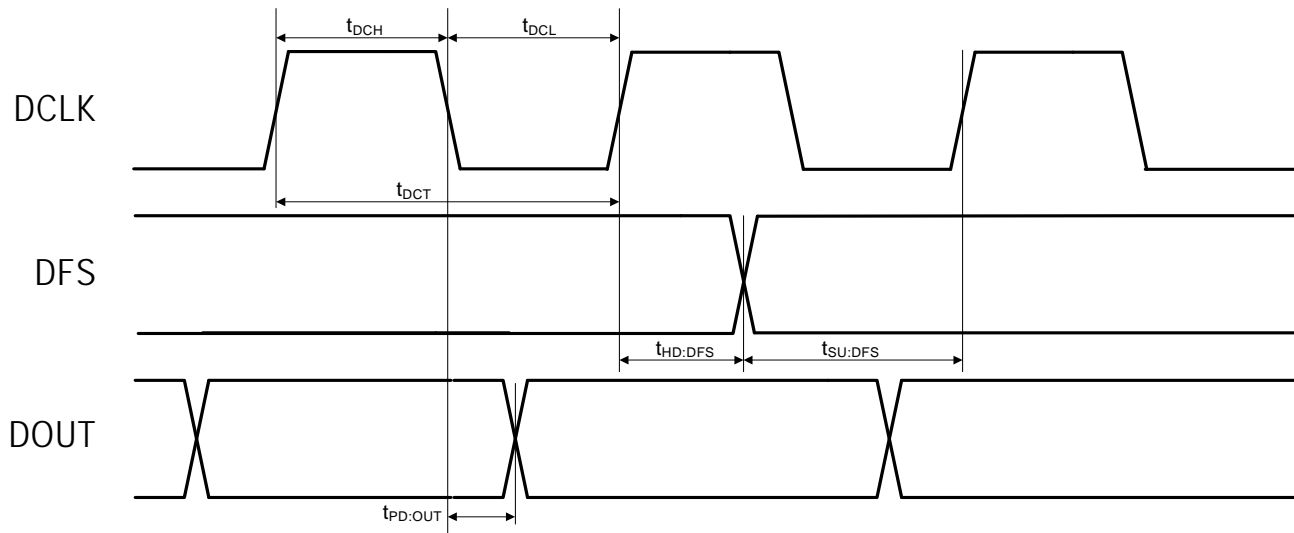 tDCH
tDCL
DCLK
tDCT
DFS
tHD:DFS
tSU:DFS
DOUT
tPD:OUT